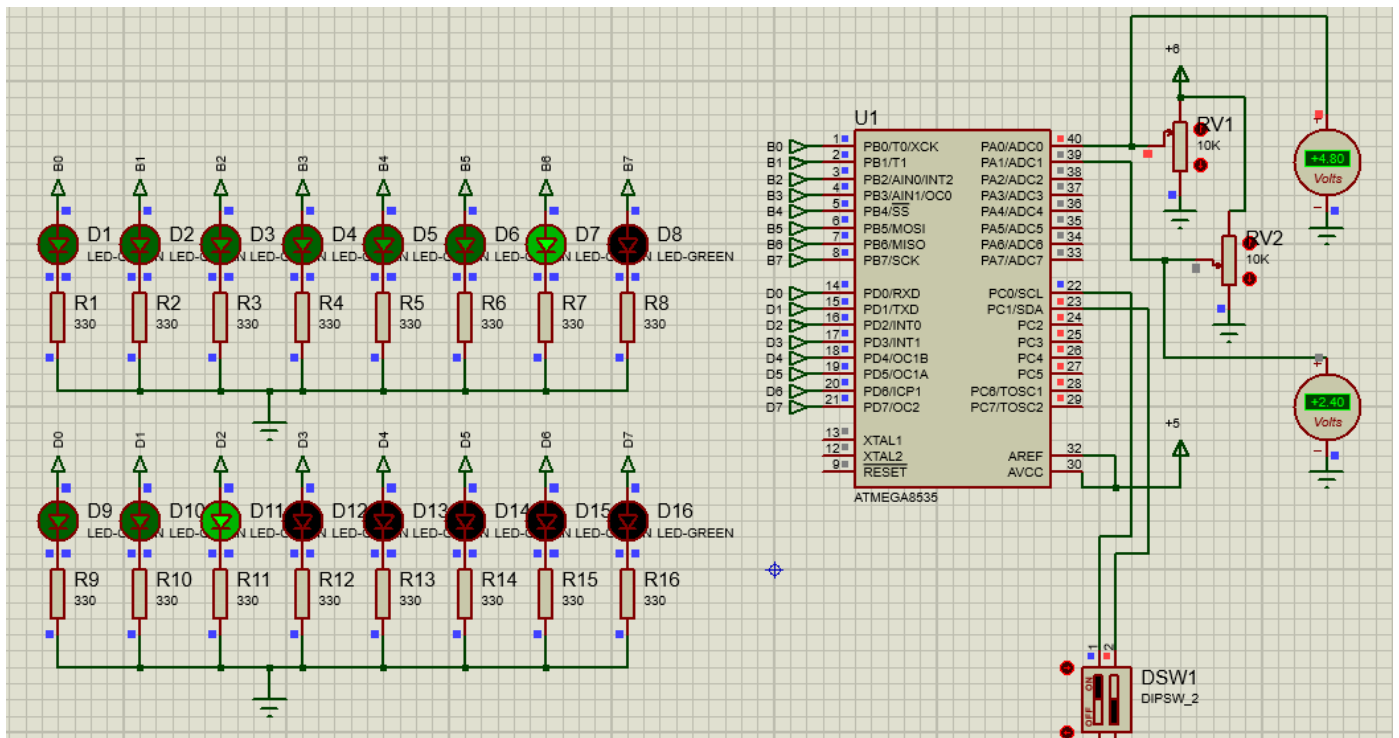 B0 B1 B2 B3 B4 B5 B6 B7
D1 D2 D3 D4 D5 D6 D7 D8
LED-GREEN
R1 R2 R3 R4 R5 R6 R7 R8
330 330 330 330 330 330 330 330
D0 D1 D2 D3 D4 D5 D6 D7
D9 D10 D11 D12 D13 D14 D15 D16
LED-GREEN
R9 R10 R11 R12 R13 R14 R15 R16
330 330 330 330 330 330 330 330
U1
B0 1 PB0/T0/XCK PA0/ADC0 40
B1 2 PB1/T1 PA1/ADC1 39
B2 3 PB2/AIN0/INT2 PA2/ADC2 38
B3 4 PB3/AIN1/OC0 PA3/ADC3 37
B4 5 PB4/SS PA4/ADC4 36
B5 6 PB5/MOSI PA5/ADC5 35
B6 7 PB6/MISO PA6/ADC6 34
B7 8 PB7/SCK PA7/ADC7 33
D0 14 PD0/RXD PC0/SCL 22
D1 15 PD1/TXD PC1/SDA 23
D2 16 PD2/INT0 PC2 24
D3 17 PD3/INT1 PC3 25
D4 18 PD4/OC1B PC4 26
D5 19 PD5/OC1A PC5 27
D6 20 PD6/ICP1 PC6/TOSC1 28
D7 21 PD7/OC2 PC7/TOSC2 29
13 XTAL1
12 XTAL2 AREF 32
9 RESET AVCC 30
ATMEGA8535
+6
RV1
10K
+4.80
Volts
RV2
10K
+2.40
Volts
+5
1 2
ON
OFF
DSW1
DIPSW_2